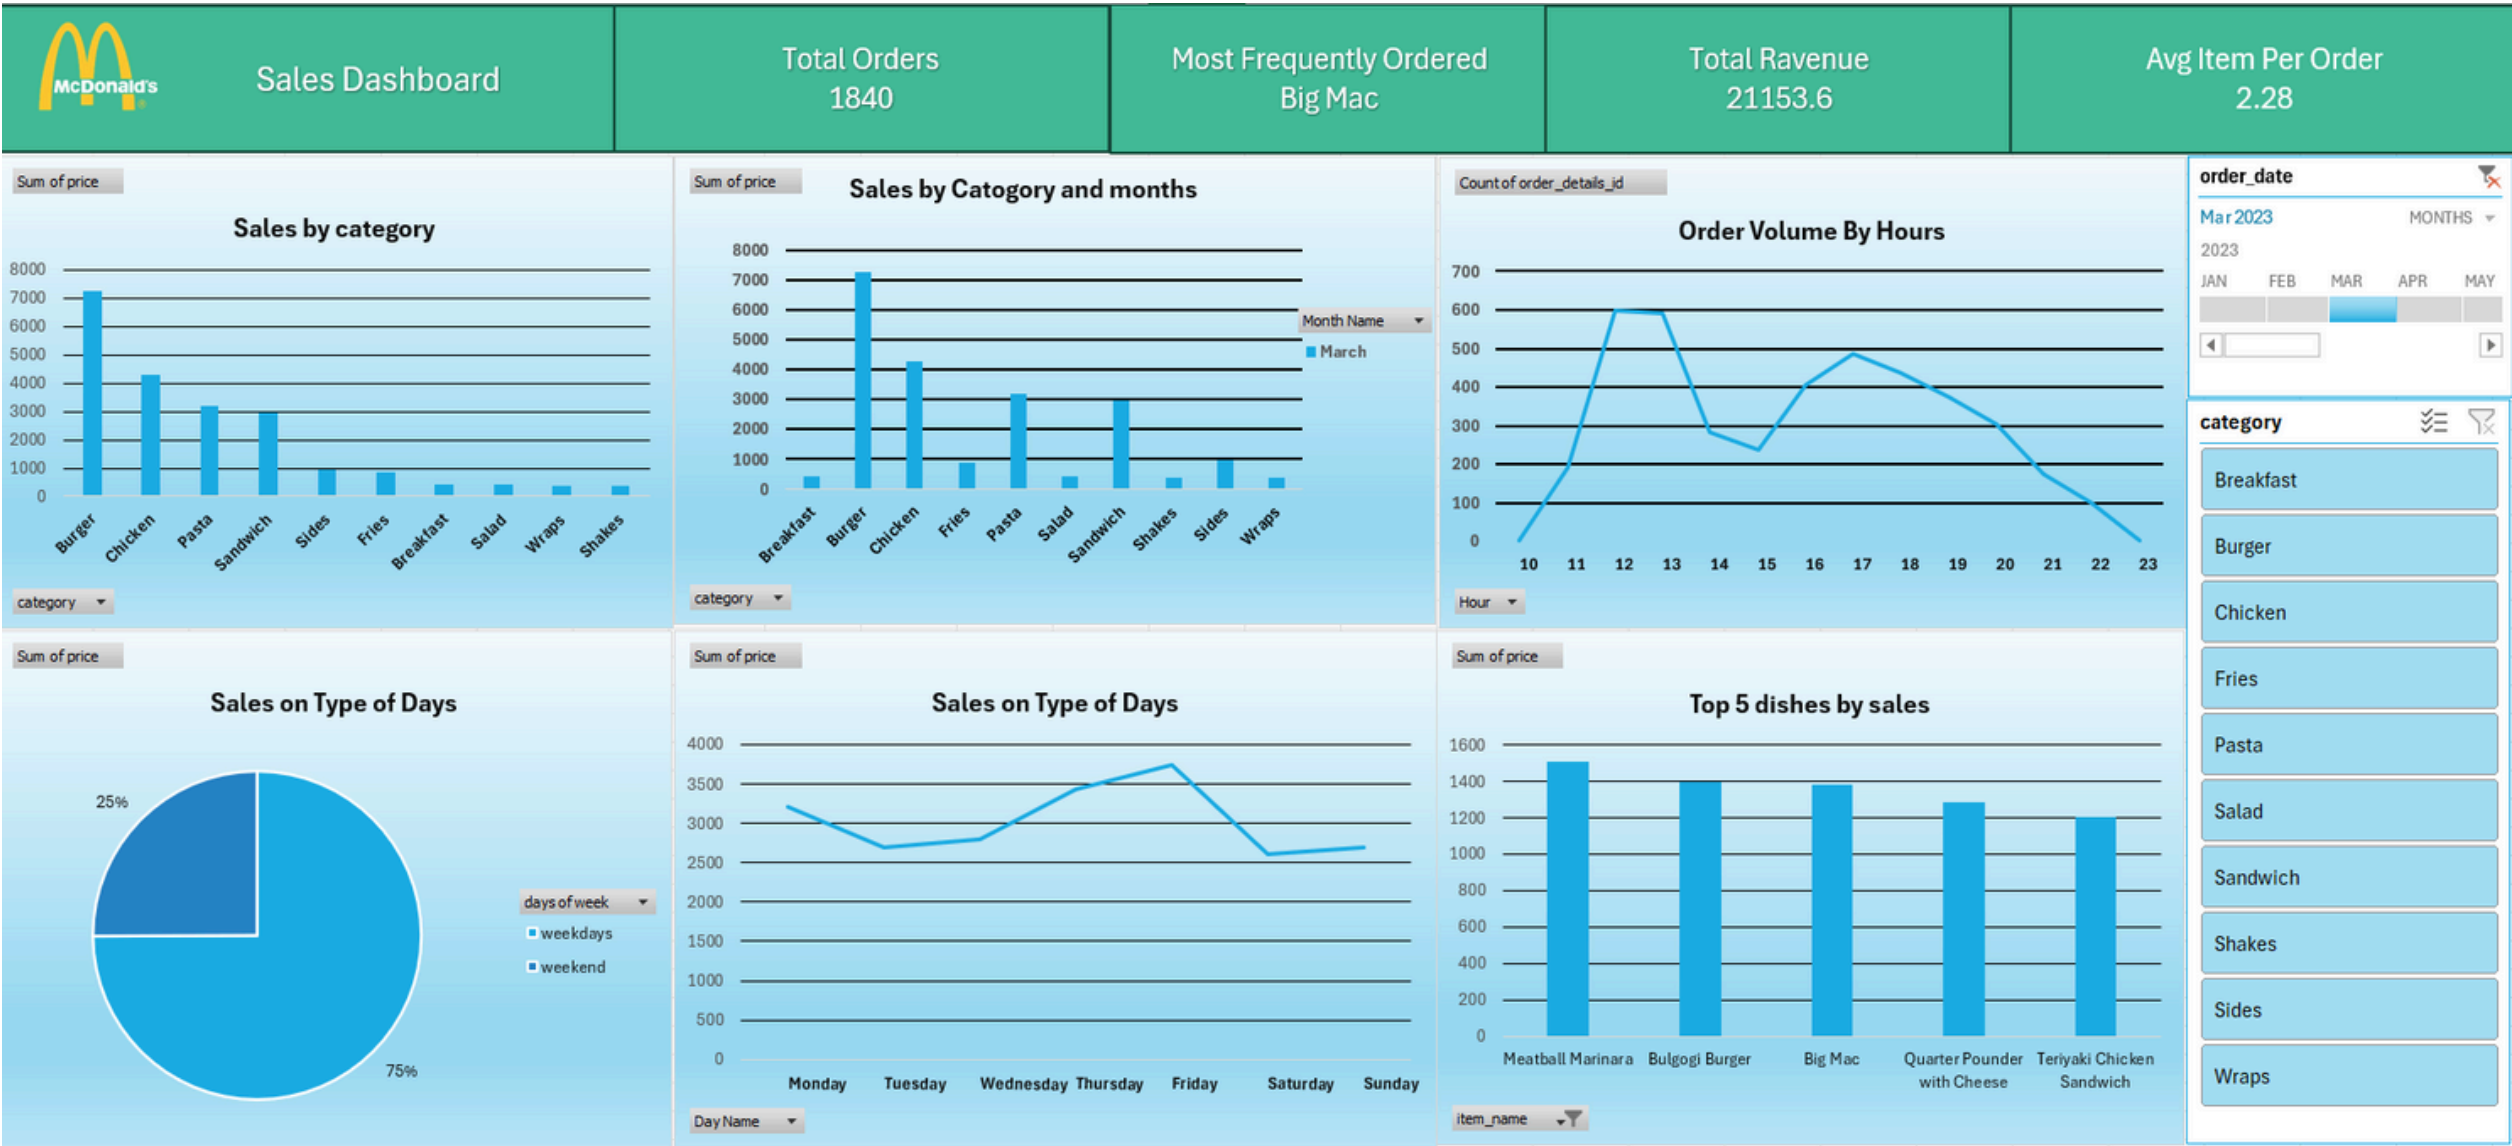 McDonald's
Sales Dashboard
Total Orders
1840
Most Frequently Ordered
Big Mac
Total Ravenue
21153.6
Avg Item Per Order
2.28
Sum of price
Sales by category
8000
7000
6000
5000
4000
3000
2000
1000
0
Burger
Chicken
Pasta
Sandwich
Sides
Fries
Breakfast
Salad
Wraps
Shakes
category
Sum of price
Sales by Catogory and months
8000
7000
6000
5000
4000
3000
2000
1000
0
Breakfast
Burger
Chicken
Fries
Pasta
Salad
Sandwich
Shakes
Sides
Wraps
Month Name
March
category
Count of order_details_id
Order Volume By Hours
700
600
500
400
300
200
100
0
10 11 12 13 14 15 16 17 18 19 20 21 22 23
Hour
order_date
Mar 2023
MONTHS
2023
JAN FEB MAR APR MAY
category
Breakfast
Burger
Chicken
Fries
Pasta
Salad
Sandwich
Shakes
Sides
Wraps
Sum of price
Sales on Type of Days
25%
75%
days of week
weekdays
weekend
Sum of price
Sales on Type of Days
4000
3500
3000
2500
2000
1500
1000
500
0
Monday Tuesday Wednesday Thursday Friday Saturday Sunday
Day Name
Sum of price
Top 5 dishes by sales
1600
1400
1200
1000
800
600
400
200
0
Meatball Marinara
Bulgogi Burger
Big Mac
Quarter Pounder
with Cheese
Teriyaki Chicken
Sandwich
item_name